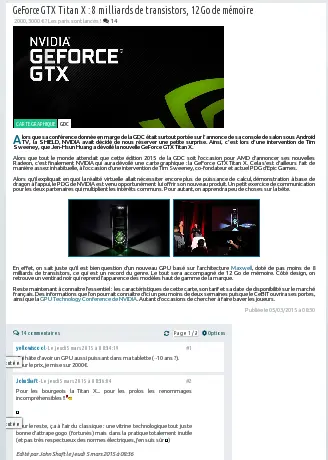 GeForce GTX Titan X : 8 milliards de transistors, 12 Go de mémoire
2000, 3000 € ? Les paris sont lancés ! 14
NVIDIA
GEFORCE
GTX
CARTE GRAPHIQUE GDC
Alors que sa conférence donnée en marge de la GDC était surtout portée sur l'annonce de sa console de salon sous Android
TV, la SHIELD, NVIDIA avait décidé de nous réserver une petite surprise. Ainsi, c'est lors d'une intervention de Tim
Sweeney, que Jen-Hsun Huang a dévoilé la nouvelle GeForce GTX Titan X.
Alors que tout le monde attendait que cette édition 2015 de la GDC soit l'occasion pour AMD d'annoncer ses nouvelles
Radeon, c'est finalement NVIDIA qui aura dévoilé une carte graphique : la GeForce GTX Titan X. Cela s'est d'ailleurs fait de
manière assez inhabituelle, à l'occasion d'une intervention de Tim Sweeney, co-fondateur et actuel PDG d'Epic Games.
Alors qu'il expliquait en quoi la réalité virtuelle allait nécessiter encore plus de puissance de calcul, démonstration à base de
dragon à l'appui, le PDG de NVIDIA est venu opportunément lui offrir son nouveau produit. Un petit exercice de communication
pour les deux partenaires qui multiplient les intérêts communs. Pour autant, on apprend peu de choses sur la bête.
En effet, on sait juste qu'il est bien question d'un nouveau GPU basé sur l'architecture Maxwell, doté de pas moins de 8
milliards de transistors, ce qui est un record du genre. Le tout sera accompagné de 12 Go de mémoire. Côté design, on
retrouve un ventirad noir qui reprend l'apparence des modèles haut de gamme de la marque.
Reste maintenant à connaître l'essentiel : les caractéristiques de cette carte, son tarif et sa date de disponibilité sur le marché
français. Des informations que l'on pourrait connaitre d'ici un peu moins de deux semaines puisque le CeBIT ouvrira ses portes,
ainsi que la GPU Technology Conference de NVIDIA. Autant d'occasions de chercher à faire baver les joueurs.
Publiée le 05/03/2015 à 08:30
14 commentaires Page 1 / 2 Options
yellowiscool - Le jeudi 5 mars 2015 à 08:34:39 #1
hâte d'avoir un GPU aussi puissant dans ma tablette (-10 ans ?).
le prix, je mise sur 2000€.
John Shaft - Le jeudi 5 mars 2015 à 08:36:04 #2
Pour les bourgeois la Titan X... pour les prolos les renommages
incompréhensibles !
le reste, ça a l'air du classique : une vitrine technologique tout juste
bonne d'attrape gogo (fortunés) mais dans la pratique totalement inutile
(et pas très respectueux des normes électriques, j'en suis sûr )
Edité par John Shaft le jeudi 5 mars 2015 à 08:36